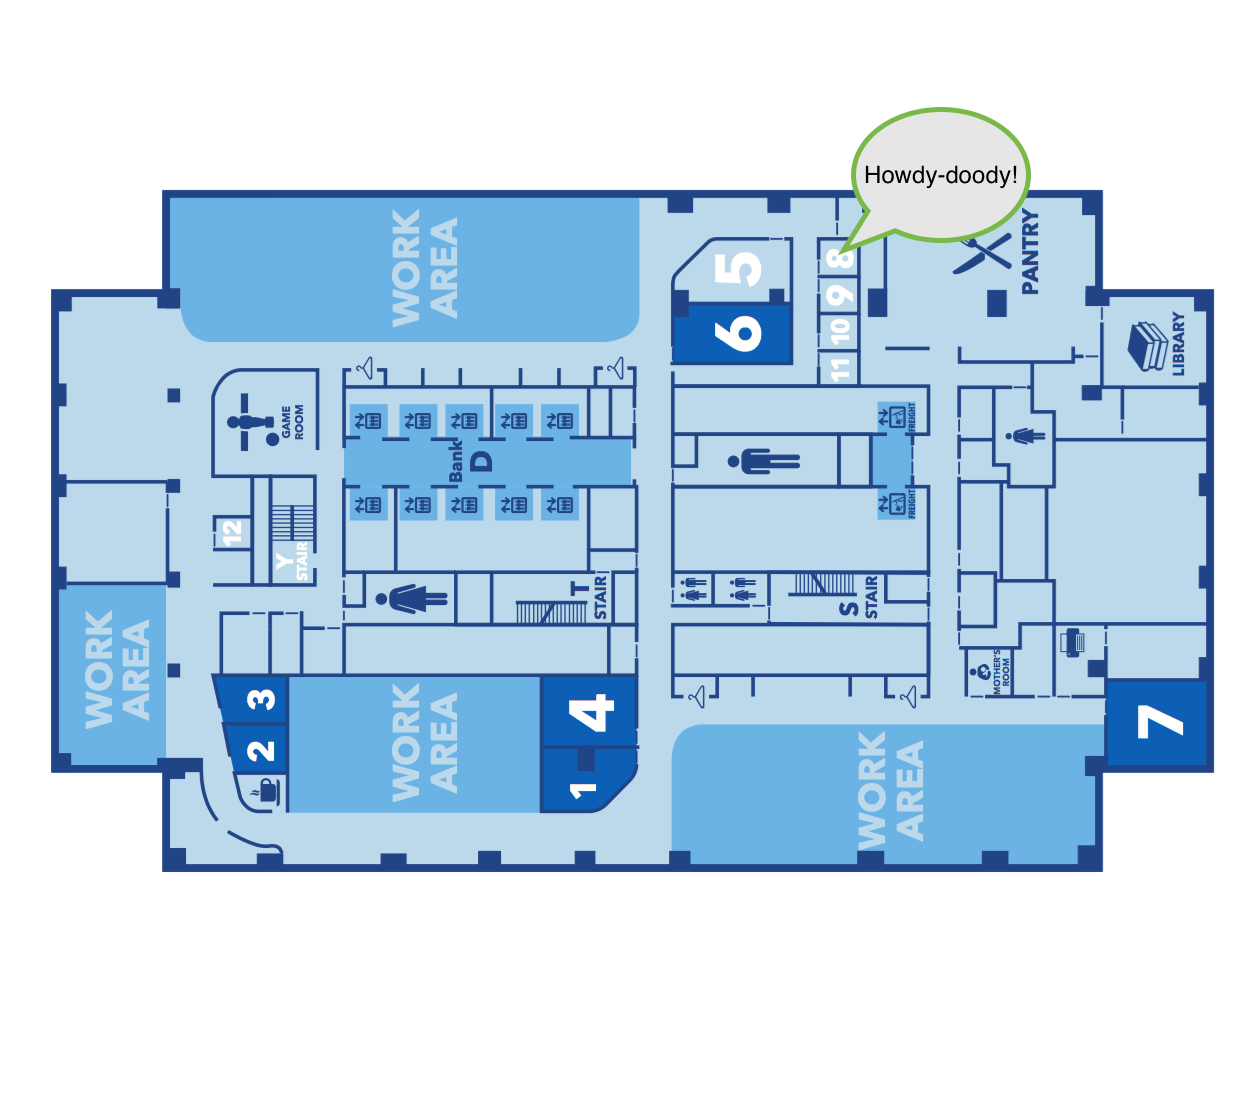 Howdy-doody!
WORK
AREA
PANTRY
5
6
8
9
10
11
LIBRARY
GAME
ROOM
Bank
D
FREIGHT
FREIGHT
12
Y
STAIR
T
STAIR
S
STAIR
WORK
AREA
MOTHER'S
ROOM
3
2
WORK
AREA
4
1
7
WORK
AREA